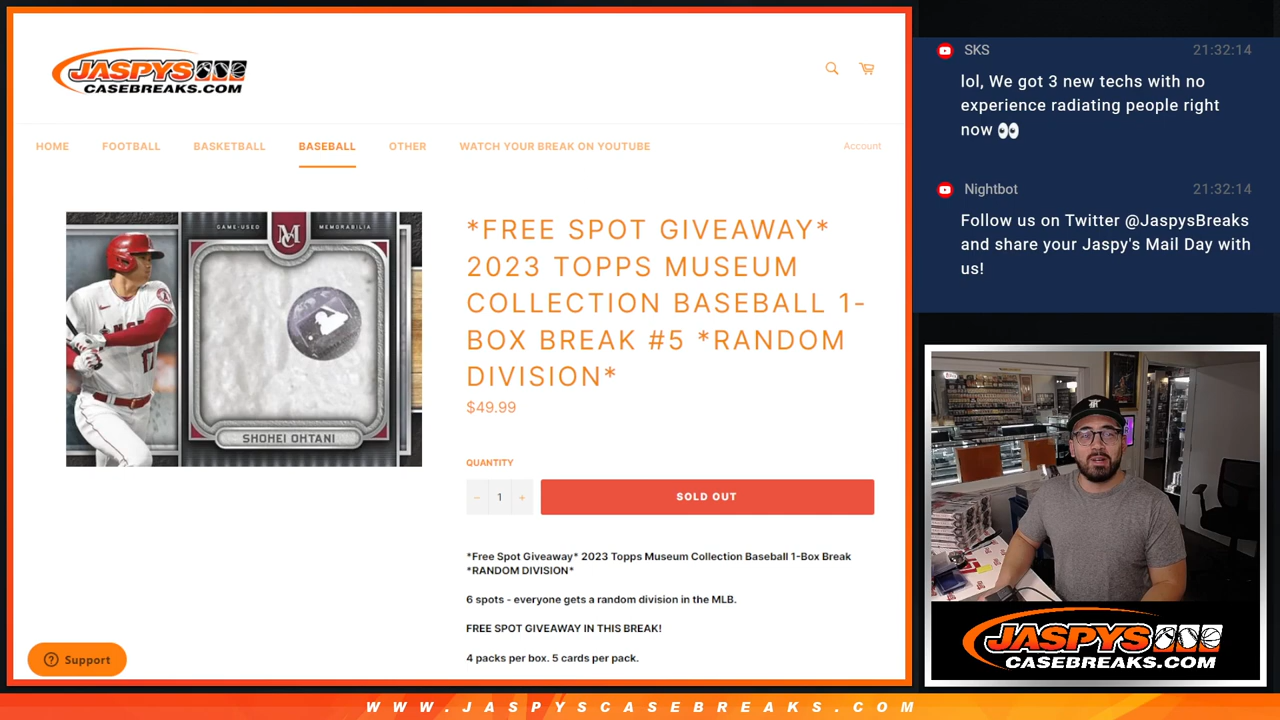 JASPYS
CASEBREAKS.COM
HOME
FOOTBALL
BASKETBALL
BASEBALL
OTHER
WATCH YOUR BREAK ON YOUTUBE
Account
GAME-USED
MEMORABILIA
SHOHEI OHTANI
*FREE SPOT GIVEAWAY*
2023 TOPPS MUSEUM
COLLECTION BASEBALL 1-
BOX BREAK #5 *RANDOM
DIVISION*
$49.99
QUANTITY
− 1 +
SOLD OUT
*Free Spot Giveaway* 2023 Topps Museum Collection Baseball 1-Box Break
*RANDOM DIVISION*
6 spots - everyone gets a random division in the MLB.
FREE SPOT GIVEAWAY IN THIS BREAK!
4 packs per box. 5 cards per pack.
Support
SKS 21:32:14
lol, We got 3 new techs with no
experience radiating people right
now 👀
Nightbot 21:32:14
Follow us on Twitter @JaspysBreaks
and share your Jaspy's Mail Day with
us!
JASPYS
CASEBREAKS.COM
WWW.JASPYSCASEBREAKS.COM